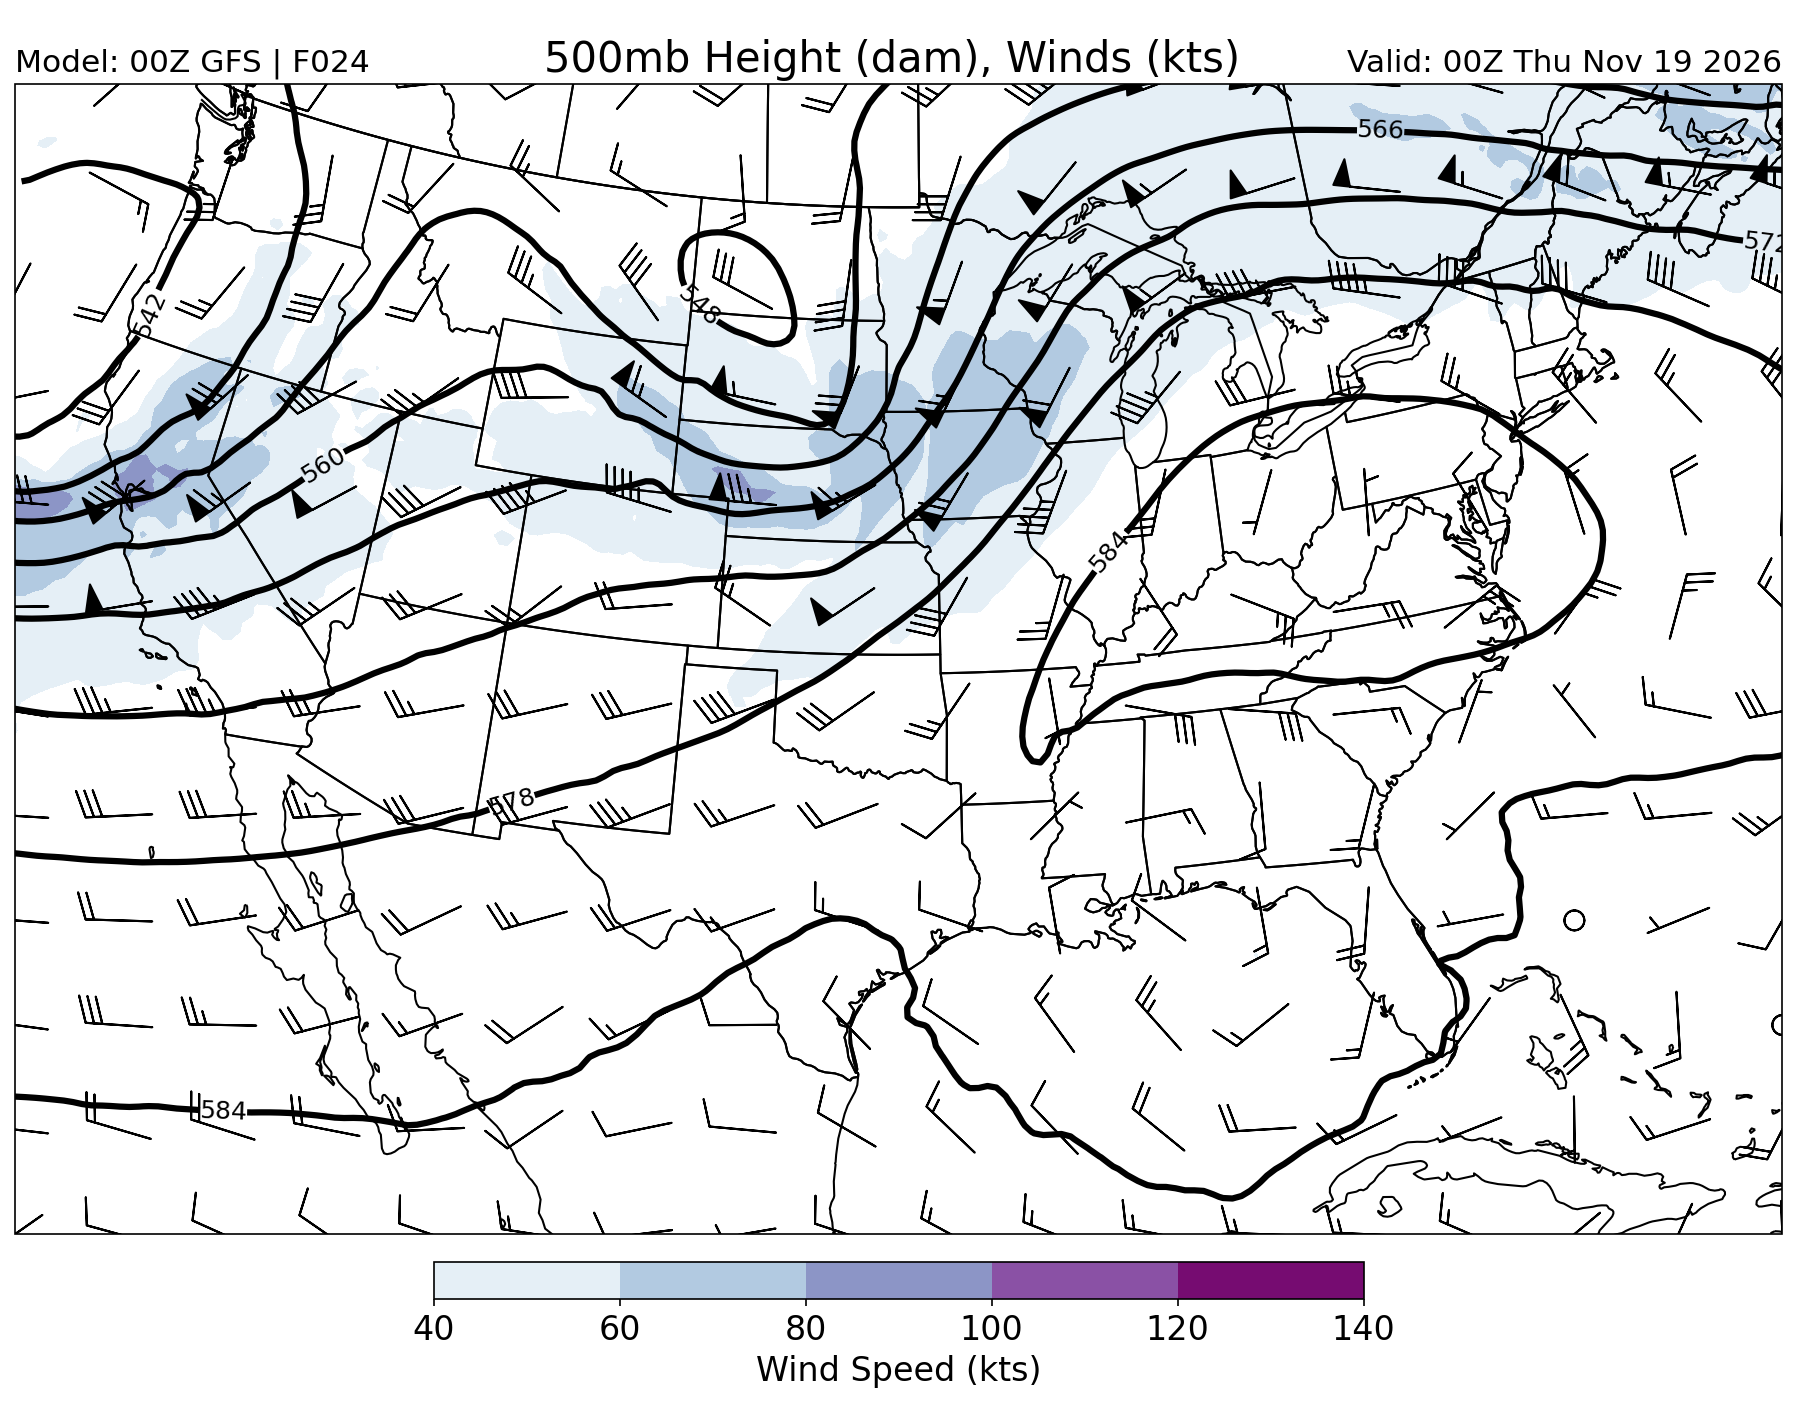 Model: 00Z GFS | F024
500mb Height (dam), Winds (kts)
Valid: 00Z Thu Nov 19 2026
566
572
542
548
560
584
578
584
40 60 80 100 120 140
Wind Speed (kts)